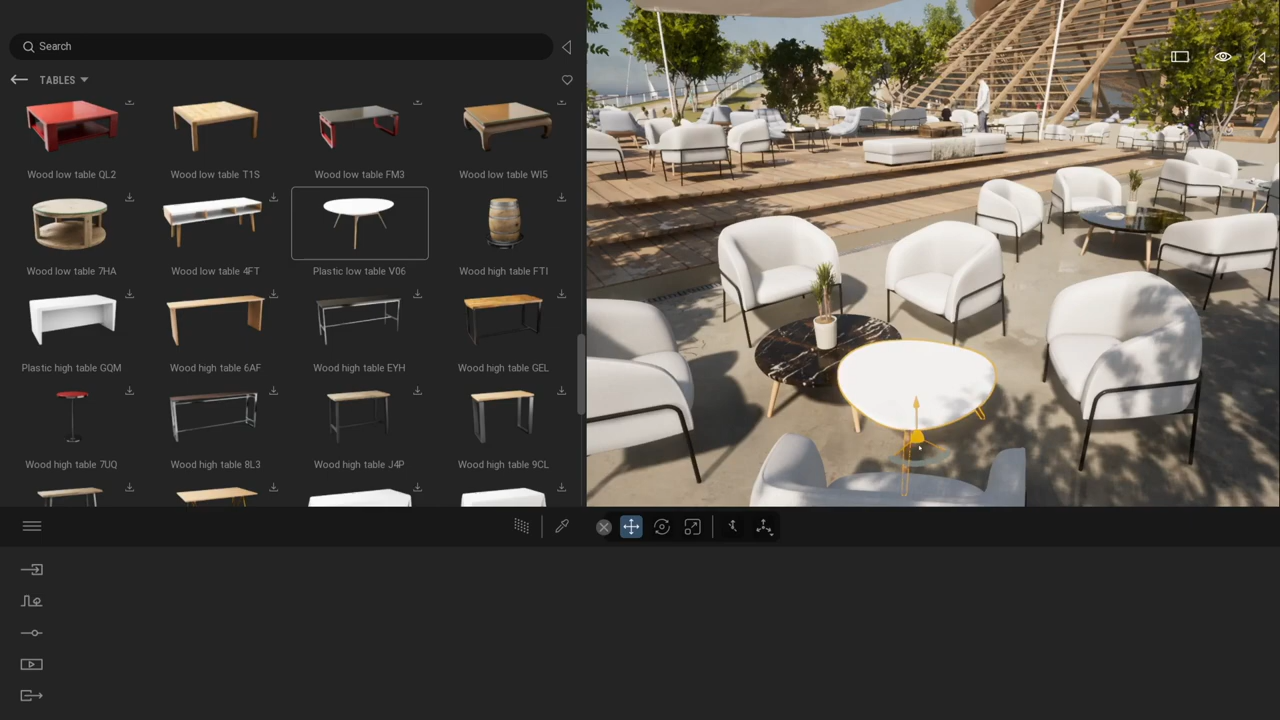 Search
TABLES
Wood low table QL2
Wood low table T1S
Wood low table FM3
Wood low table WI5
Wood low table 7HA
Wood low table 4FT
Plastic low table V06
Wood high table FTI
Plastic high table GQM
Wood high table 6AF
Wood high table EYH
Wood high table GEL
Wood high table 7UQ
Wood high table 8L3
Wood high table J4P
Wood high table 9CL